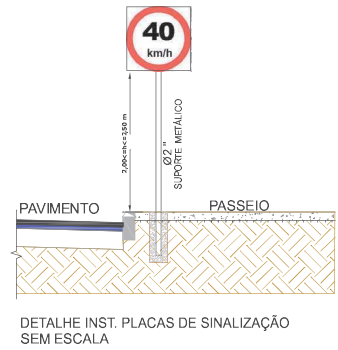 40
km/h
2,00<=h<=2,50 m
Ø2"
SUPORTE METÁLICO
PAVIMENTO
PASSEIO
DETALHE INST. PLACAS DE SINALIZAÇÃO
SEM ESCALA